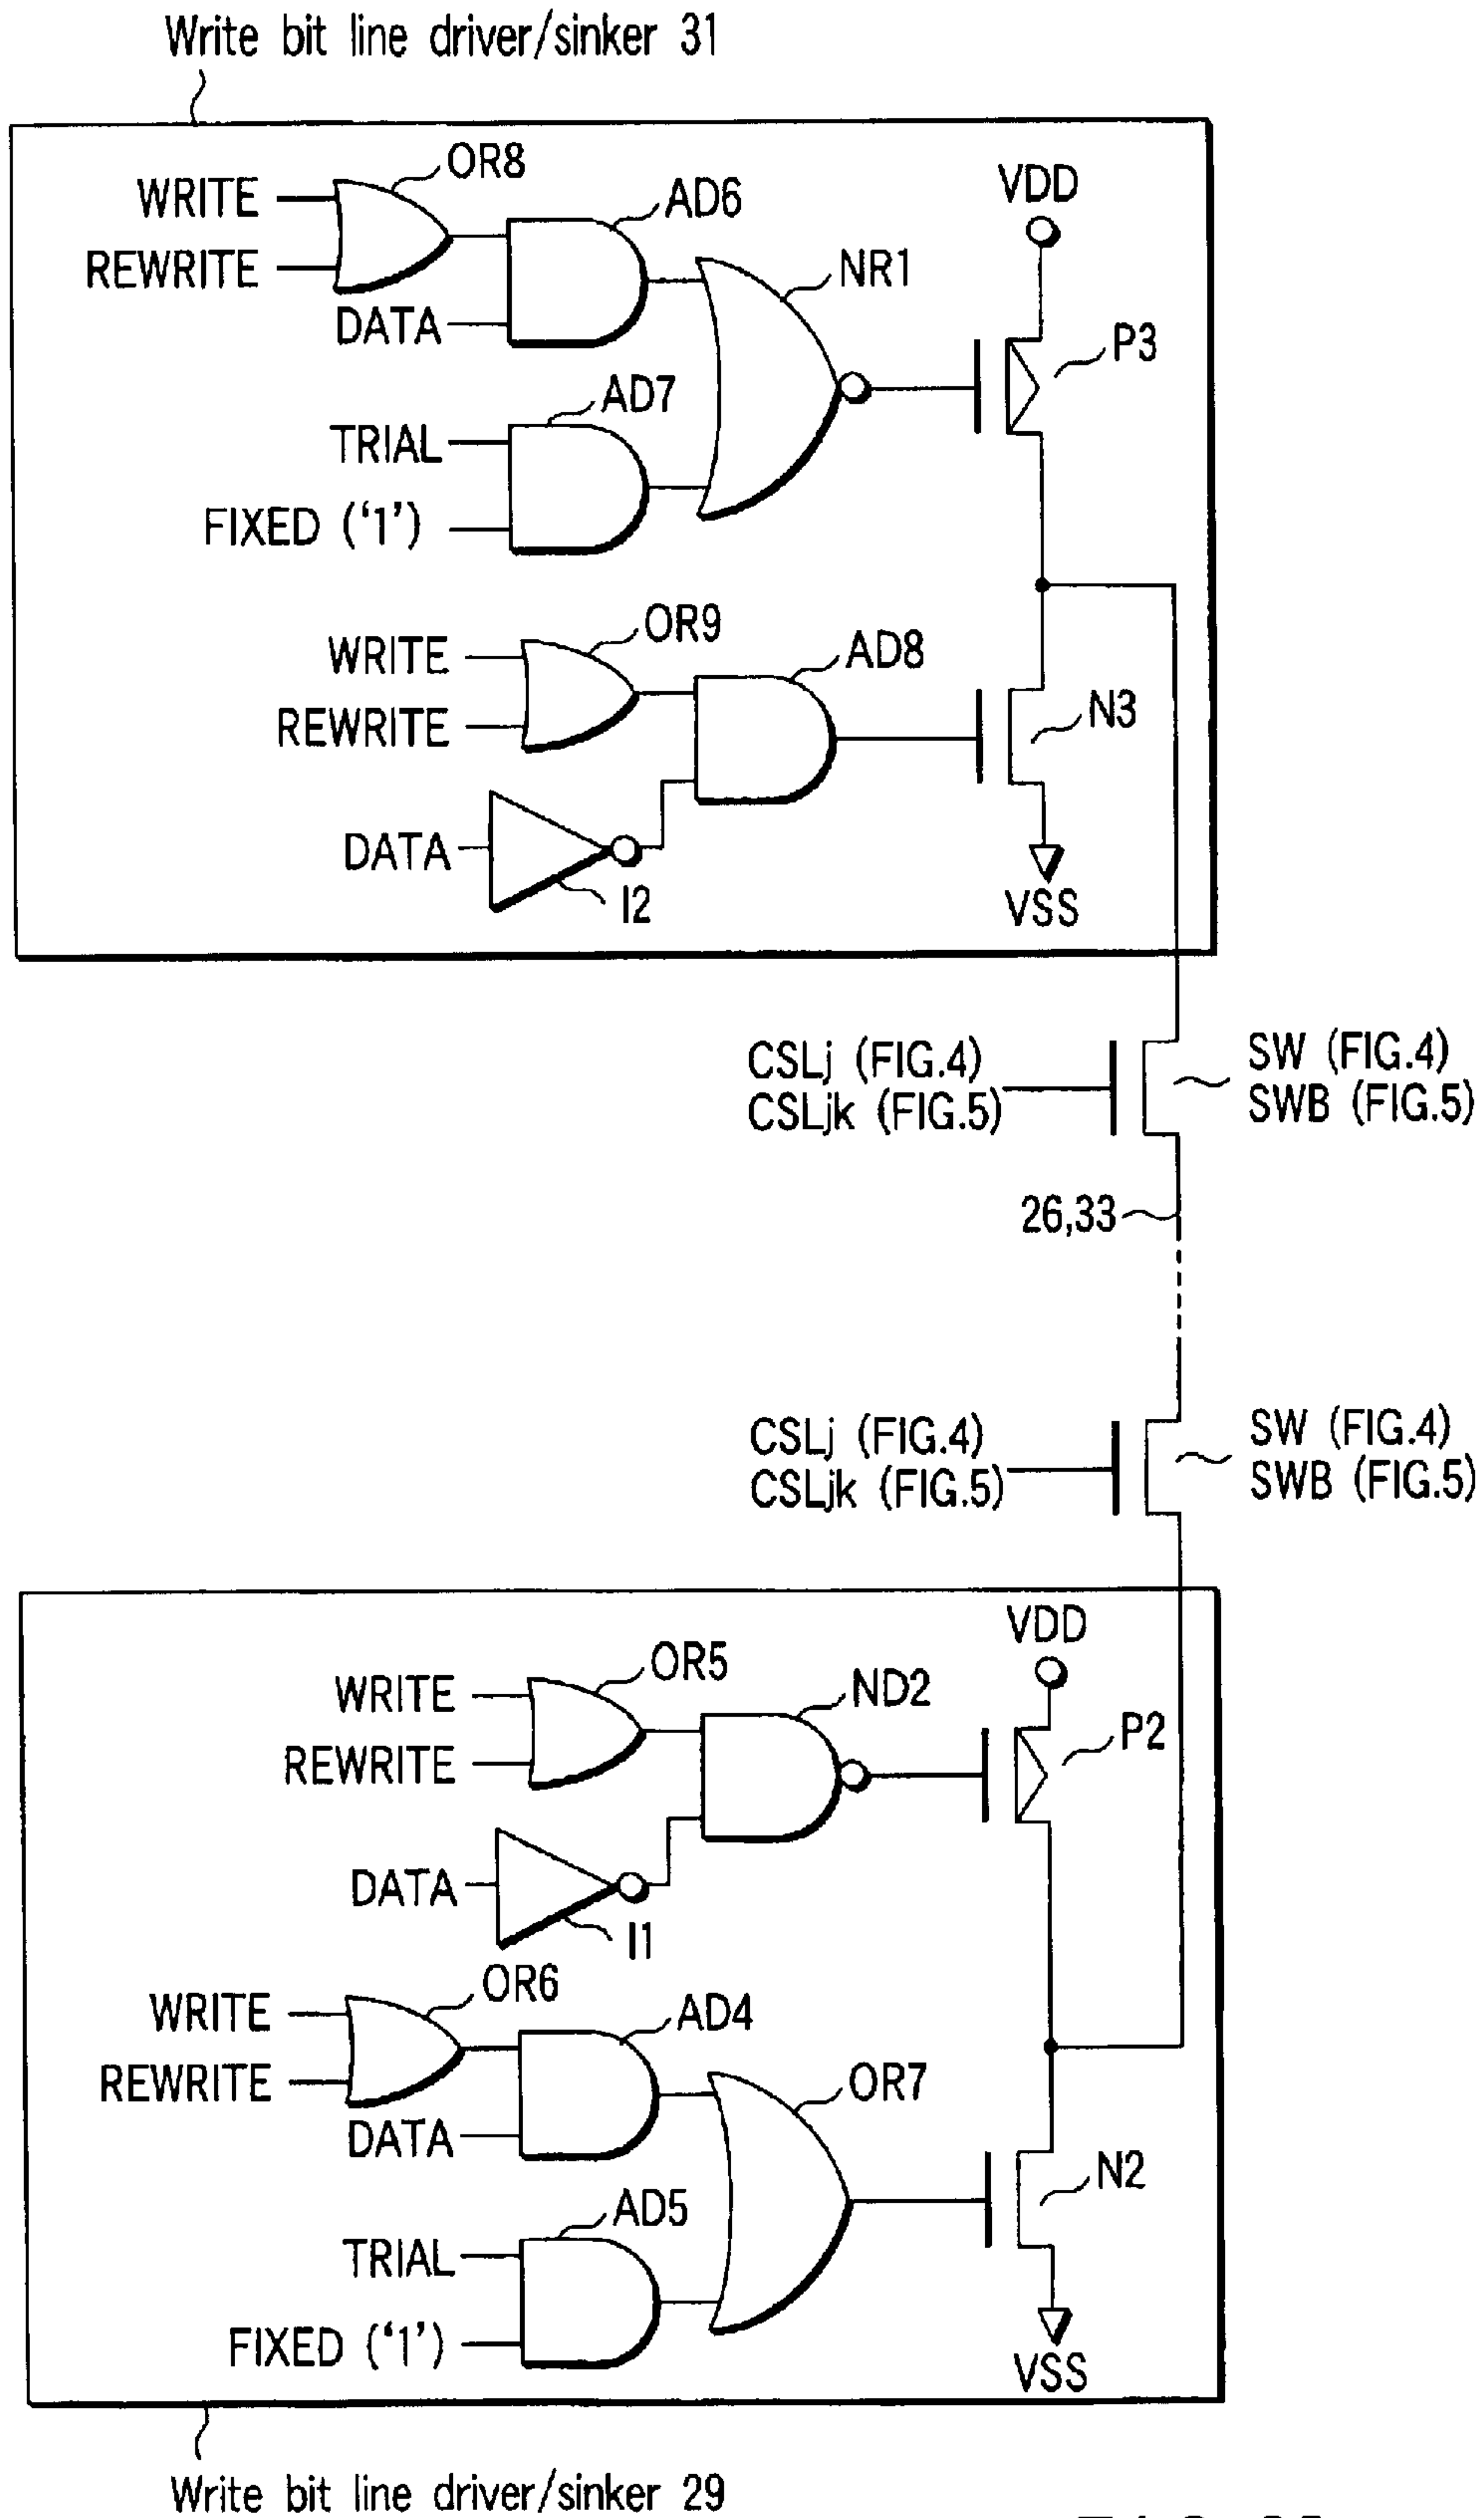 Write bit line driver/sinker 31
OR8
WRITE
AD6
VDD
REWRITE
NR1
DATA
P3
AD7
TRIAL
FIXED ('1')
OR9
WRITE
AD8
REWRITE
N3
DATA
I2
VSS
CSLj (FIG.4)
CSLjk (FIG.5)
SW (FIG.4)
SWB (FIG.5)
26,33
CSLj (FIG.4)
CSLjk (FIG.5)
SW (FIG.4)
SWB (FIG.5)
VDD
OR5
WRITE
ND2
REWRITE
P2
DATA
I1
OR6
WRITE
AD4
REWRITE
OR7
DATA
N2
AD5
TRIAL
FIXED ('1')
VSS
Write bit line driver/sinker 29